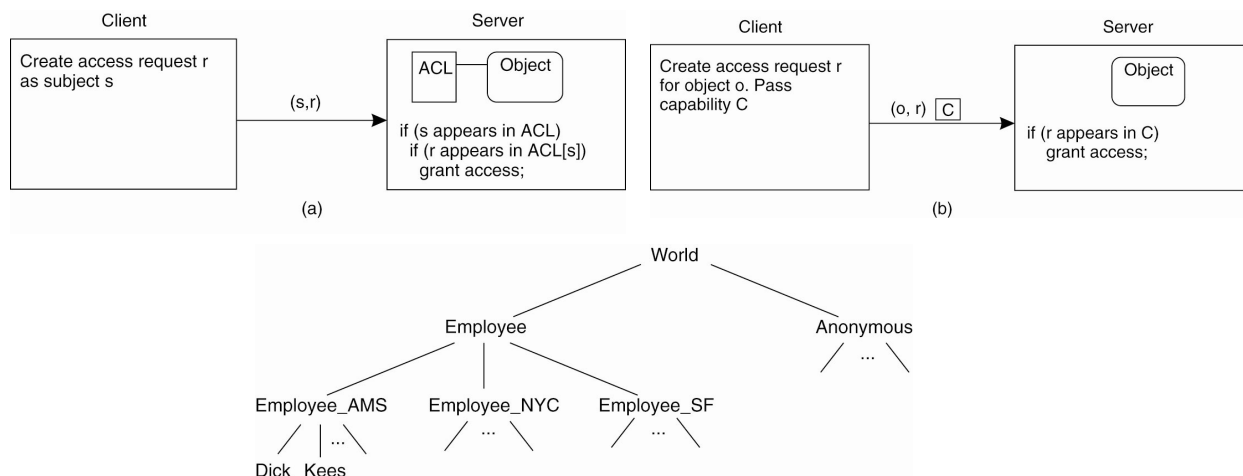 Client
Server
Create access request r
as subject s
(s,r)
ACL
Object
if (s appears in ACL)
if (r appears in ACL[s])
grant access;
(a)
Client
Server
Create access request r
for object o. Pass
capability C
(o, r) C
Object
if (r appears in C)
grant access;
(b)
World
Employee
Anonymous
...
Employee_AMS
Employee_NYC
Employee_SF
...
...
...
Dick Kees